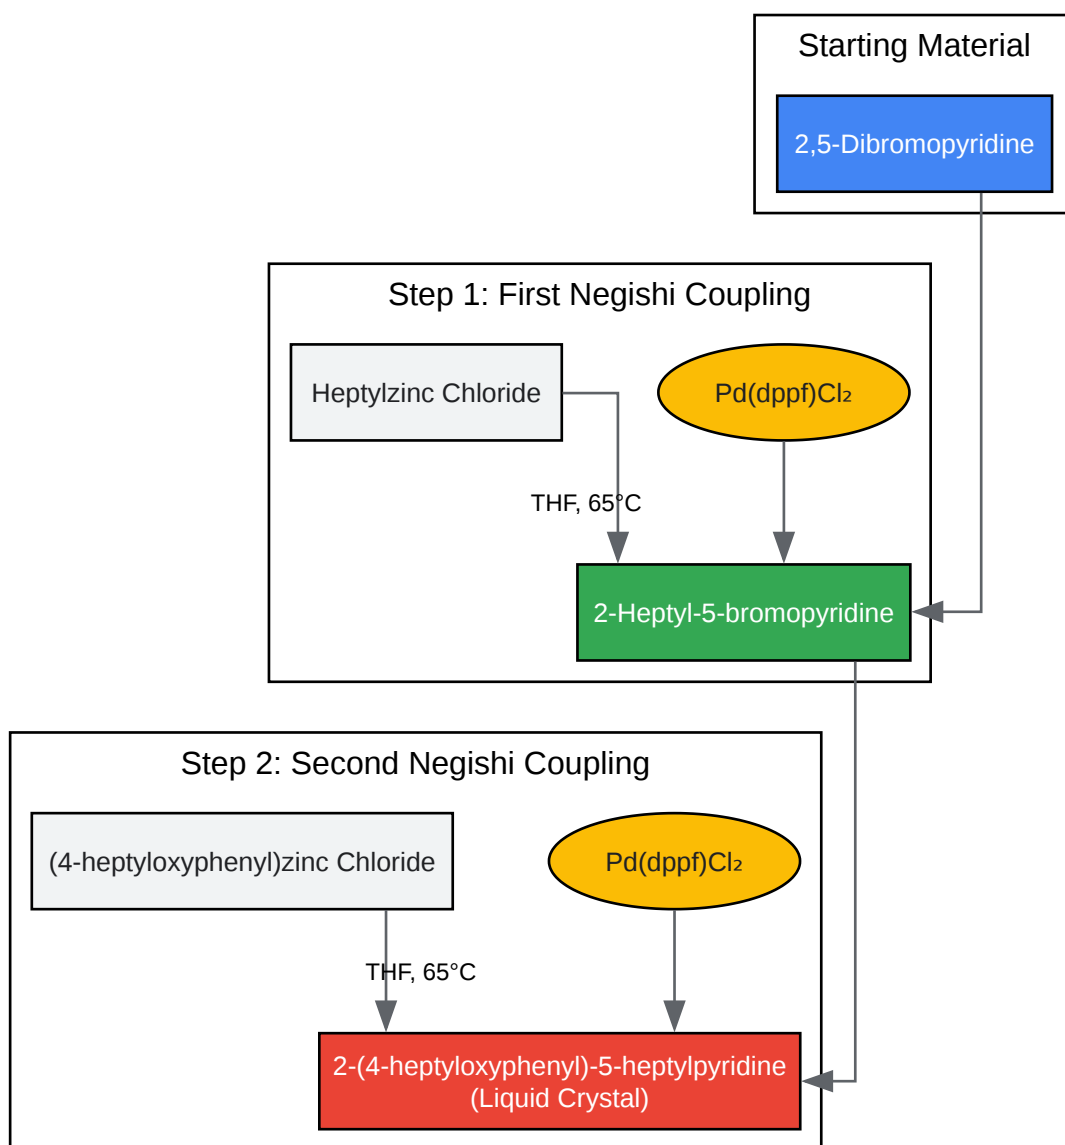 Starting Material
2,5-Dibromopyridine
Step 1: First Negishi Coupling
Heptylzinc Chloride
Pd(dppf)Cl₂
THF, 65°C
2-Heptyl-5-bromopyridine
Step 2: Second Negishi Coupling
(4-heptyloxyphenyl)zinc Chloride
Pd(dppf)Cl₂
THF, 65°C
2-(4-heptyloxyphenyl)-5-heptylpyridine
(Liquid Crystal)